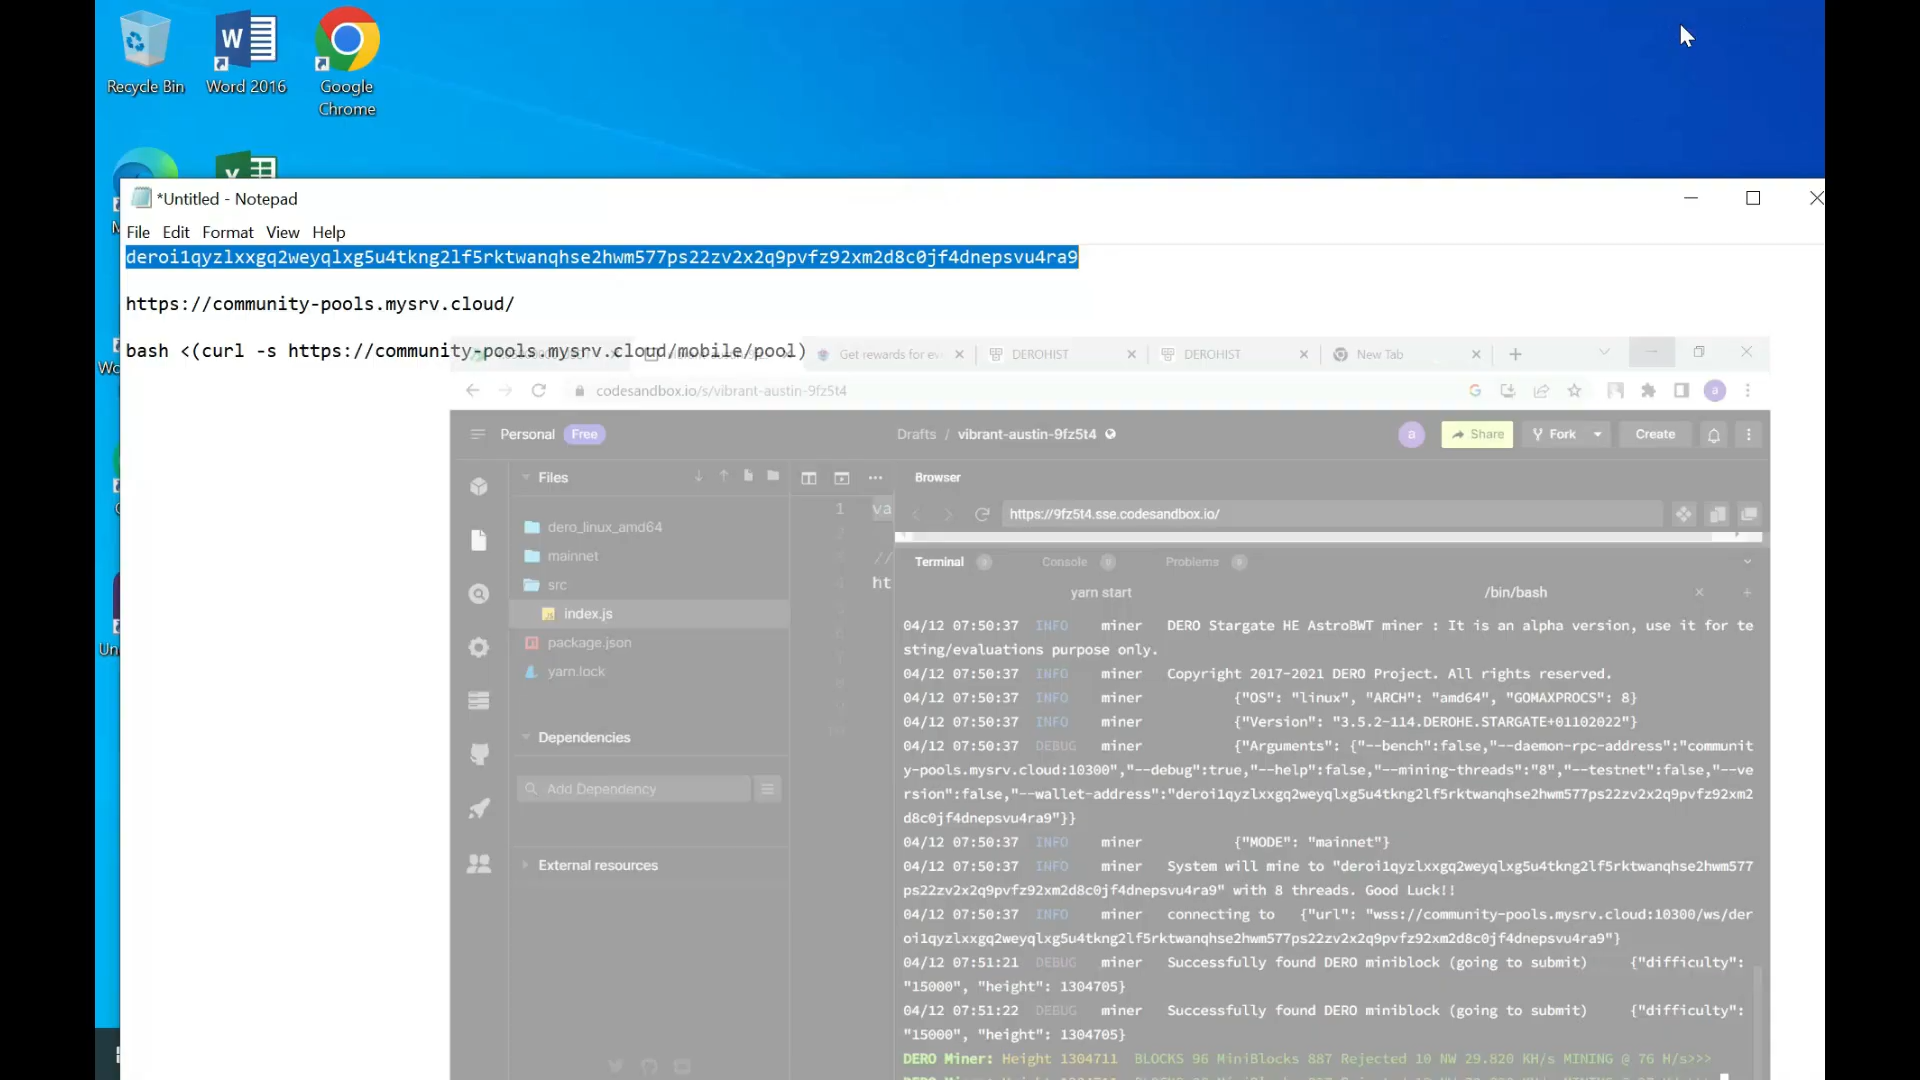 Recycle Bin
Word 2016
Google
Chrome
*Untitled - Notepad
File Edit Format View Help
deroi1qyzlxxgq2weyqlxg5u4tkng2lf5rktwanqhse2hwm577ps22zv2x2q9pvfz92xm2d8c0jf4dnepsvu4ra9
https://community-pools.mysrv.cloud/
bash <(curl -s https://community-pools.mysrv.cloud/mobile/pool)
Get rewards for ev
DEROHIST
DEROHIST
New Tab
codesandbox.io/s/vibrant-austin-9fz5t4
Personal Free
Drafts / vibrant-austin-9fz5t4
a
Share
Fork
Create
Files
dero_linux_amd64
mainnet
src
index.js
package.json
yarn.lock
Dependencies
Add Dependency
External resources
1 va
//
ht
Browser
https://9fz5t4.sse.codesandbox.io/
Terminal
Console
Problems
yarn start
/bin/bash
04/12 07:50:37 INFO miner DERO Stargate HE AstroBWT miner : It is an alpha version, use it for te
sting/evaluations purpose only.
04/12 07:50:37 INFO miner Copyright 2017-2021 DERO Project. All rights reserved.
04/12 07:50:37 INFO miner {"OS": "linux", "ARCH": "amd64", "GOMAXPROCS": 8}
04/12 07:50:37 INFO miner {"Version": "3.5.2-114.DEROHE.STARGATE+01102022"}
04/12 07:50:37 DEBUG miner {"Arguments": {"--bench":false,"--daemon-rpc-address":"communit
y-pools.mysrv.cloud:10300","--debug":true,"--help":false,"--mining-threads":"8","--testnet":false,"--ve
rsion":false,"--wallet-address":"deroi1qyzlxxgq2weyqlxg5u4tkng2lf5rktwanqhse2hwm577ps22zv2x2q9pvfz92xm2
d8c0jf4dnepsvu4ra9"}}
04/12 07:50:37 INFO miner {"MODE": "mainnet"}
04/12 07:50:37 INFO miner System will mine to "deroi1qyzlxxgq2weyqlxg5u4tkng2lf5rktwanqhse2hwm577
ps22zv2x2q9pvfz92xm2d8c0jf4dnepsvu4ra9" with 8 threads. Good Luck!!
04/12 07:50:37 INFO miner connecting to {"url": "wss://community-pools.mysrv.cloud:10300/ws/der
oi1qyzlxxgq2weyqlxg5u4tkng2lf5rktwanqhse2hwm577ps22zv2x2q9pvfz92xm2d8c0jf4dnepsvu4ra9"}
04/12 07:51:21 DEBUG miner Successfully found DERO miniblock (going to submit) {"difficulty":
"15000", "height": 1304705}
04/12 07:51:22 DEBUG miner Successfully found DERO miniblock (going to submit) {"difficulty":
"15000", "height": 1304705}
DERO Miner: Height 1304711 BLOCKS 96 MiniBlocks 887 Rejected 10 NW 29.820 KH/s MINING @ 76 H/s>>>